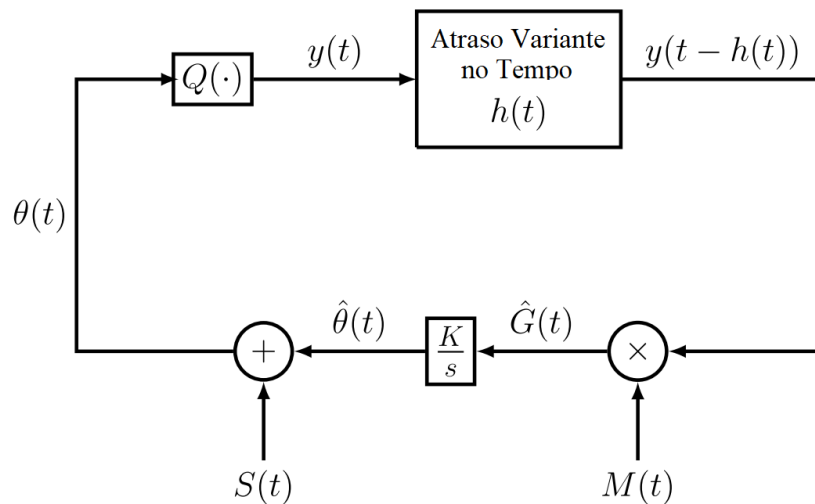 Q(·)
y(t)
Atraso Variante
no Tempo
h(t)
y(t − h(t))
θ(t)
θ̂(t)
K
s
Ĝ(t)
+
×
S(t)
M(t)